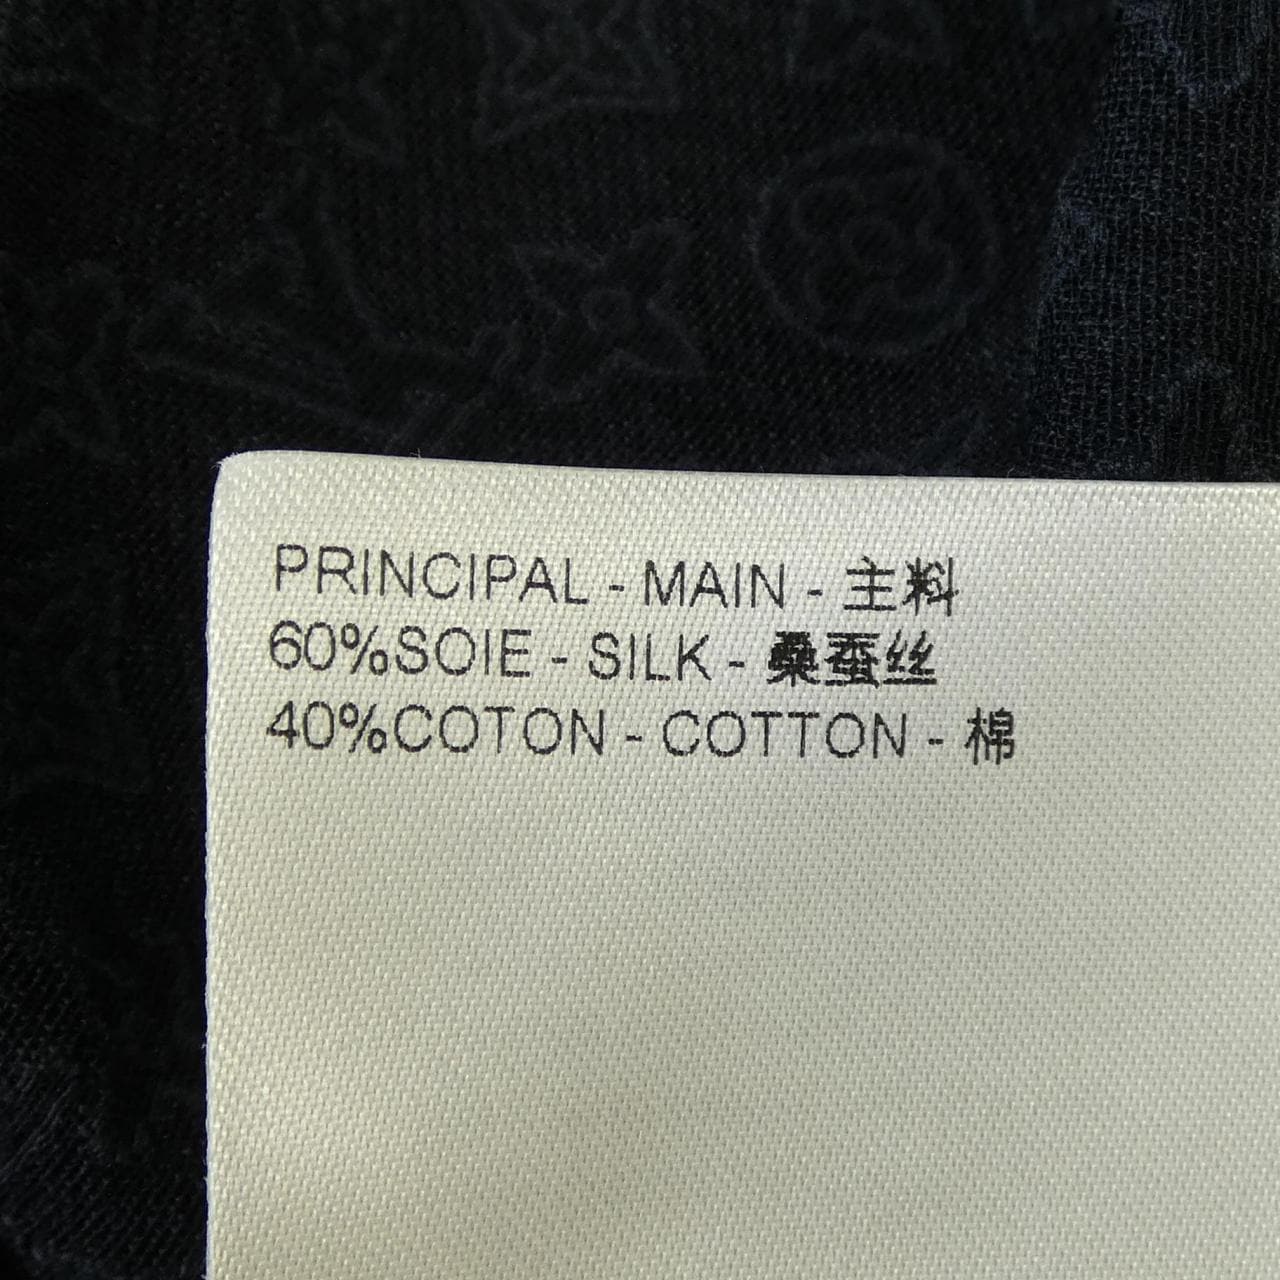 PRINCIPAL - MAIN - 主料
60%SOIE - SILK - 桑蚕丝
40%COTON - COTTON - 棉